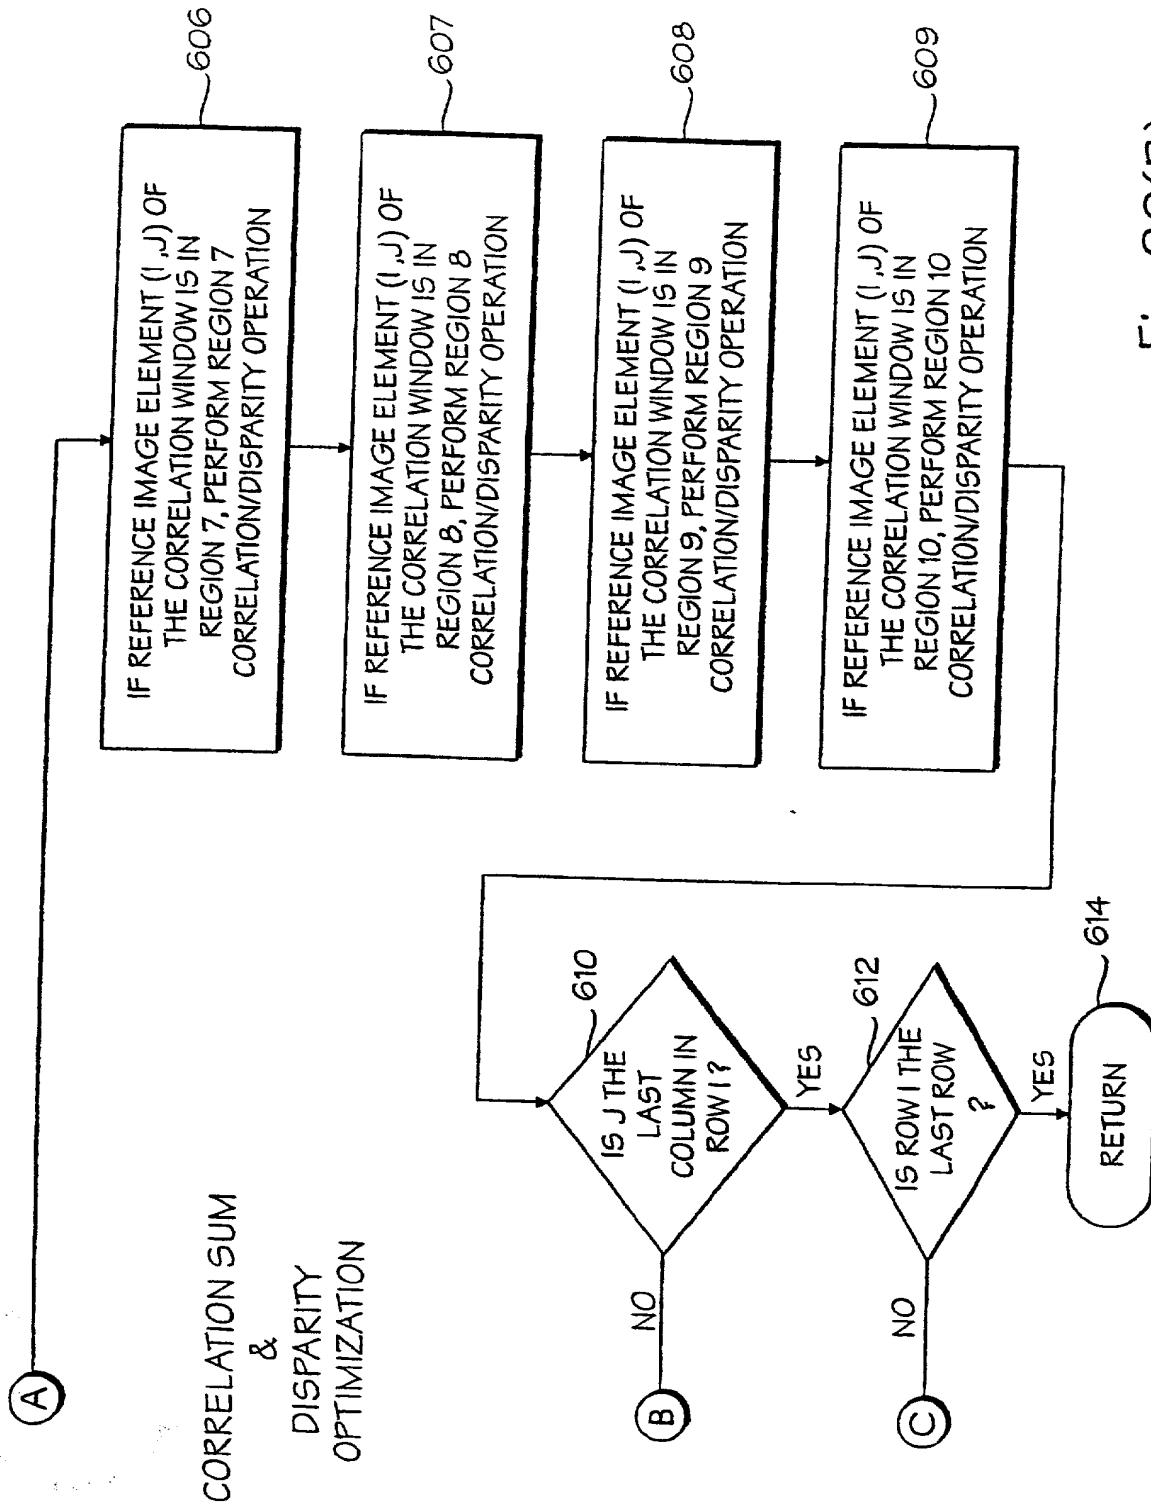 A
CORRELATION SUM
&
DISPARITY
OPTIMIZATION
IF REFERENCE IMAGE ELEMENT (I ,J) OF
THE CORRELATION WINDOW IS IN
REGION 7, PERFORM REGION 7
CORRELATION/DISPARITY OPERATION
606
IF REFERENCE IMAGE ELEMENT (I ,J) OF
THE CORRELATION WINDOW IS IN
REGION 8, PERFORM REGION 8
CORRELATION/DISPARITY OPERATION
607
IF REFERENCE IMAGE ELEMENT (I ,J) OF
THE CORRELATION WINDOW IS IN
REGION 9, PERFORM REGION 9
CORRELATION/DISPARITY OPERATION
608
IF REFERENCE IMAGE ELEMENT (I ,J) OF
THE CORRELATION WINDOW IS IN
REGION 10, PERFORM REGION 10
CORRELATION/DISPARITY OPERATION
609
B
NO
IS J THE
LAST
COLUMN IN
ROW I?
610
YES
C
NO
IS ROW I THE
LAST ROW
?
612
YES
RETURN
614